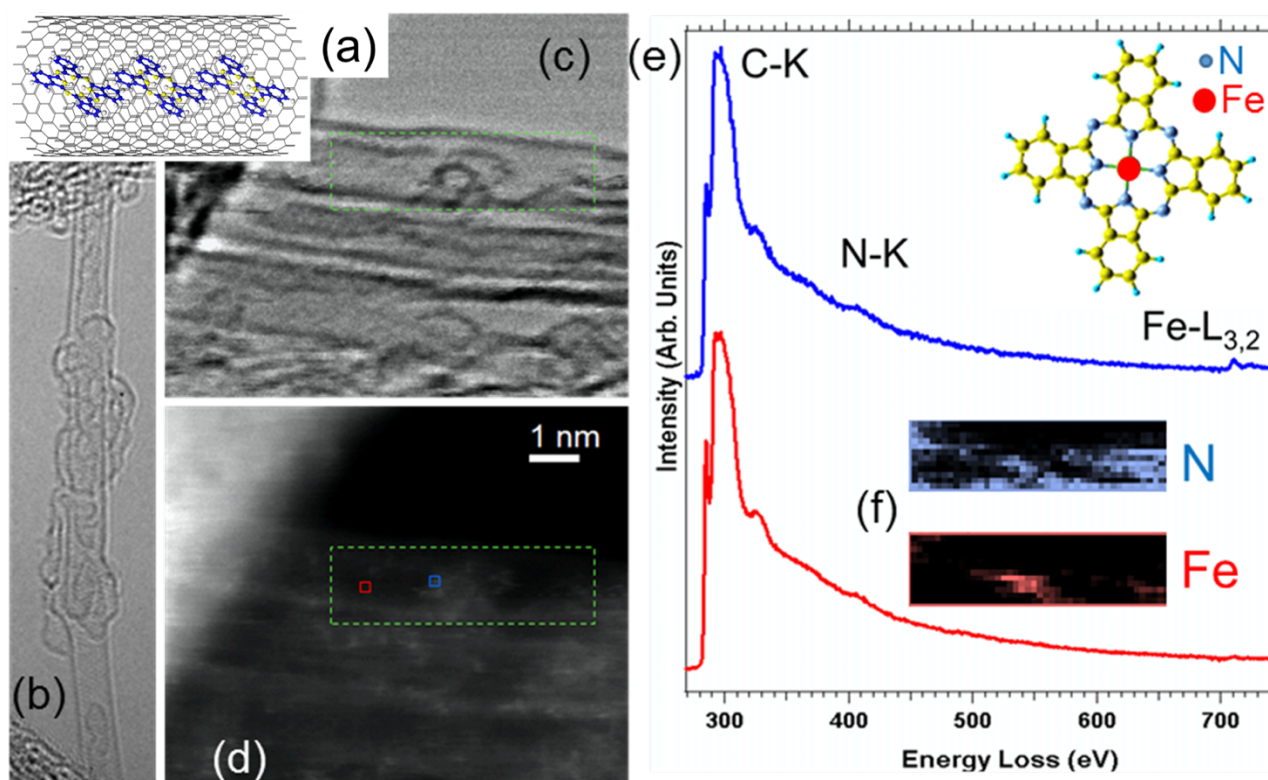 (a)
(b)
(c)
1 nm
(d)
(e)
C-K
N-K
Fe-L3,2
N
Fe
N
(f)
Fe
Intensity (Arb. Units)
300 400 500 600 700
Energy Loss (eV)